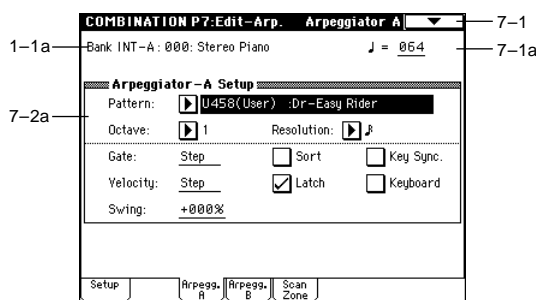 COMBINATION P7:Edit-Arp. Arpeggiator A 7-1
1-1a Bank INT-A: 000: Stereo Piano ♩ = 064 7-1a
Arpeggiator-A Setup
7-2a Pattern: U458(User) :Dr-Easy Rider
Octave: 1 Resolution: ♪
Gate: Step Sort Key Sync.
Velocity: Step Latch Keyboard
Swing: +000%
Setup Arpegg. A Arpegg. B Scan Zone